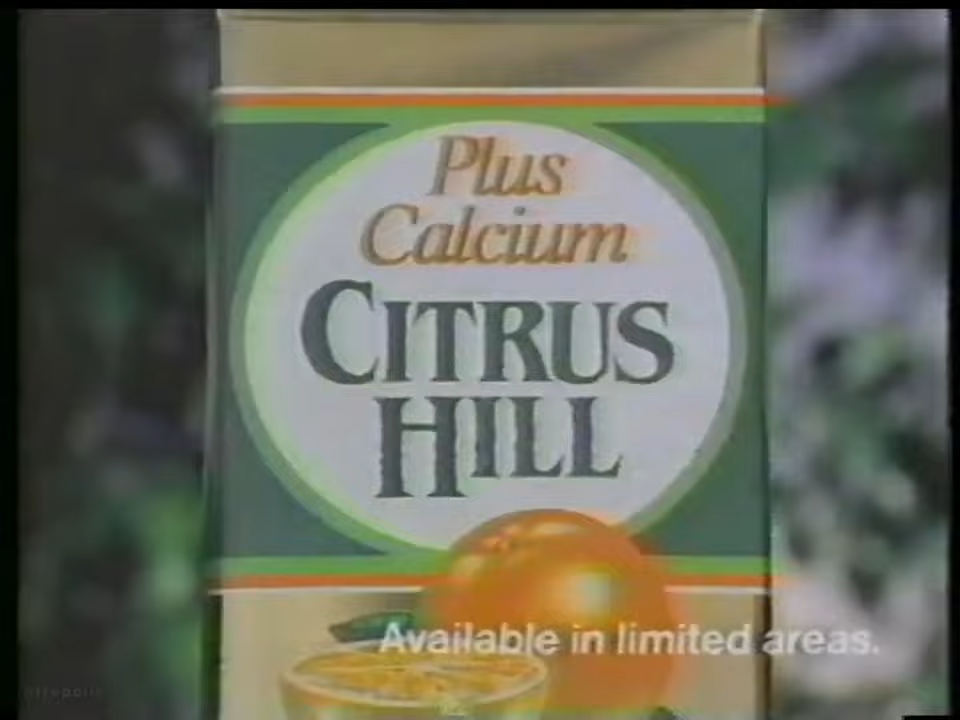 Plus
Calcium
CITRUS
HILL
Available in limited areas.